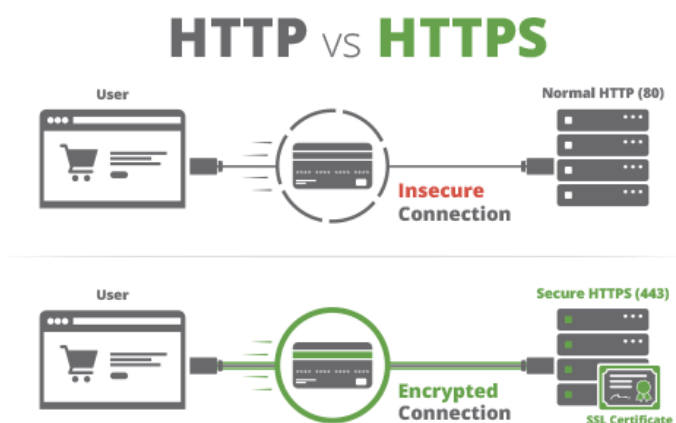 HTTP VS HTTPS
User
Normal HTTP (80)
Insecure
Connection
User
Secure HTTPS (443)
Encrypted
Connection
SSL Certificate